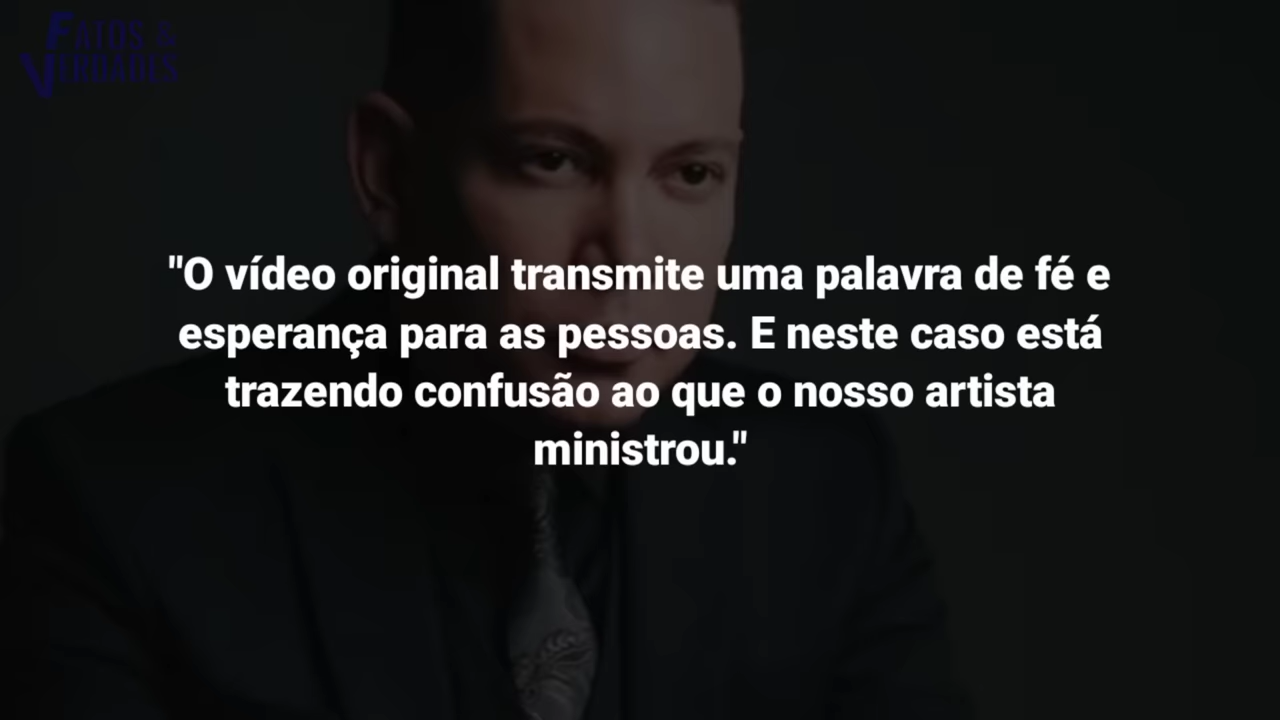 FATOS &
VERDADES
"O vídeo original transmite uma palavra de fé e
esperança para as pessoas. E neste caso está
trazendo confusão ao que o nosso artista
ministrou."